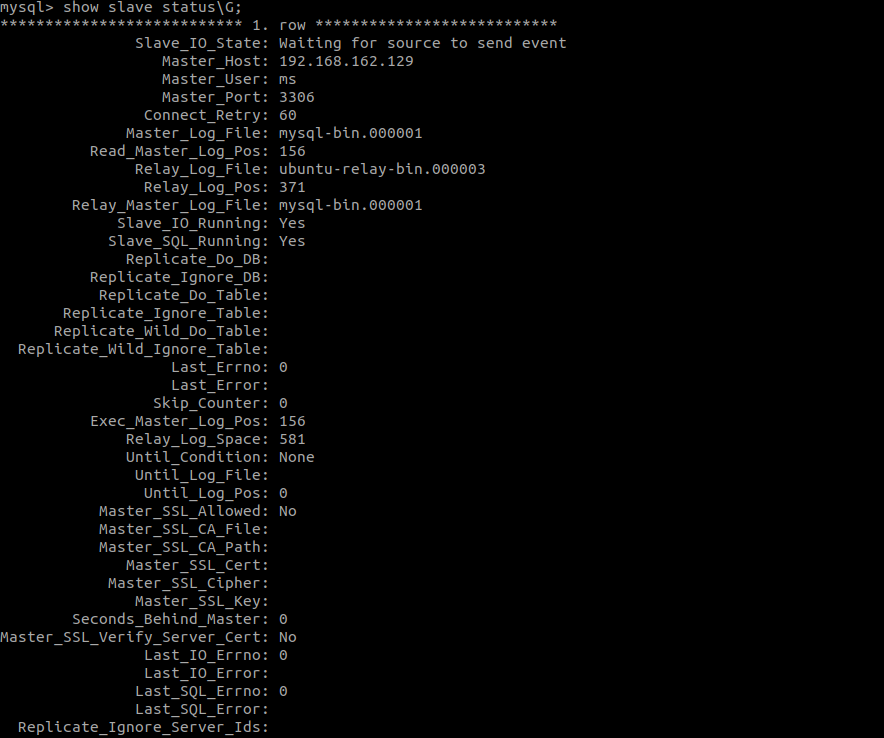 mysql> show slave status\G;
*************************** 1. row ***************************
Slave_IO_State: Waiting for source to send event
Master_Host: 192.168.162.129
Master_User: ms
Master_Port: 3306
Connect_Retry: 60
Master_Log_File: mysql-bin.000001
Read_Master_Log_Pos: 156
Relay_Log_File: ubuntu-relay-bin.000003
Relay_Log_Pos: 371
Relay_Master_Log_File: mysql-bin.000001
Slave_IO_Running: Yes
Slave_SQL_Running: Yes
Replicate_Do_DB:
Replicate_Ignore_DB:
Replicate_Do_Table:
Replicate_Ignore_Table:
Replicate_Wild_Do_Table:
Replicate_Wild_Ignore_Table:
Last_Errno: 0
Last_Error:
Skip_Counter: 0
Exec_Master_Log_Pos: 156
Relay_Log_Space: 581
Until_Condition: None
Until_Log_File:
Until_Log_Pos: 0
Master_SSL_Allowed: No
Master_SSL_CA_File:
Master_SSL_CA_Path:
Master_SSL_Cert:
Master_SSL_Cipher:
Master_SSL_Key:
Seconds_Behind_Master: 0
Master_SSL_Verify_Server_Cert: No
Last_IO_Errno: 0
Last_IO_Error:
Last_SQL_Errno: 0
Last_SQL_Error:
Replicate_Ignore_Server_Ids: